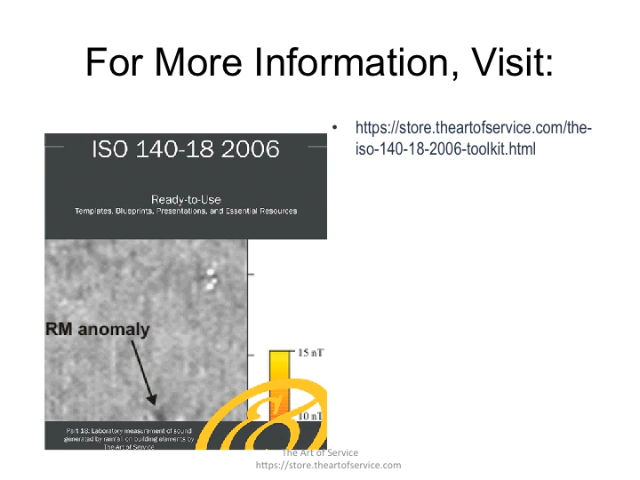 For More Information, Visit:
• https://store.theartofservice.com/the-
iso-140-18-2006-toolkit.html
ISO 140-18 2006
Ready-to-Use
Templates, Blueprints, Presentations, and Essential Resources
RM anomaly
15 nT
10 nT
Part 18: Laboratory measurement of sound
generated by rainfall on building elements by
The Art of Service
The Art of Service
https://store.theartofservice.com